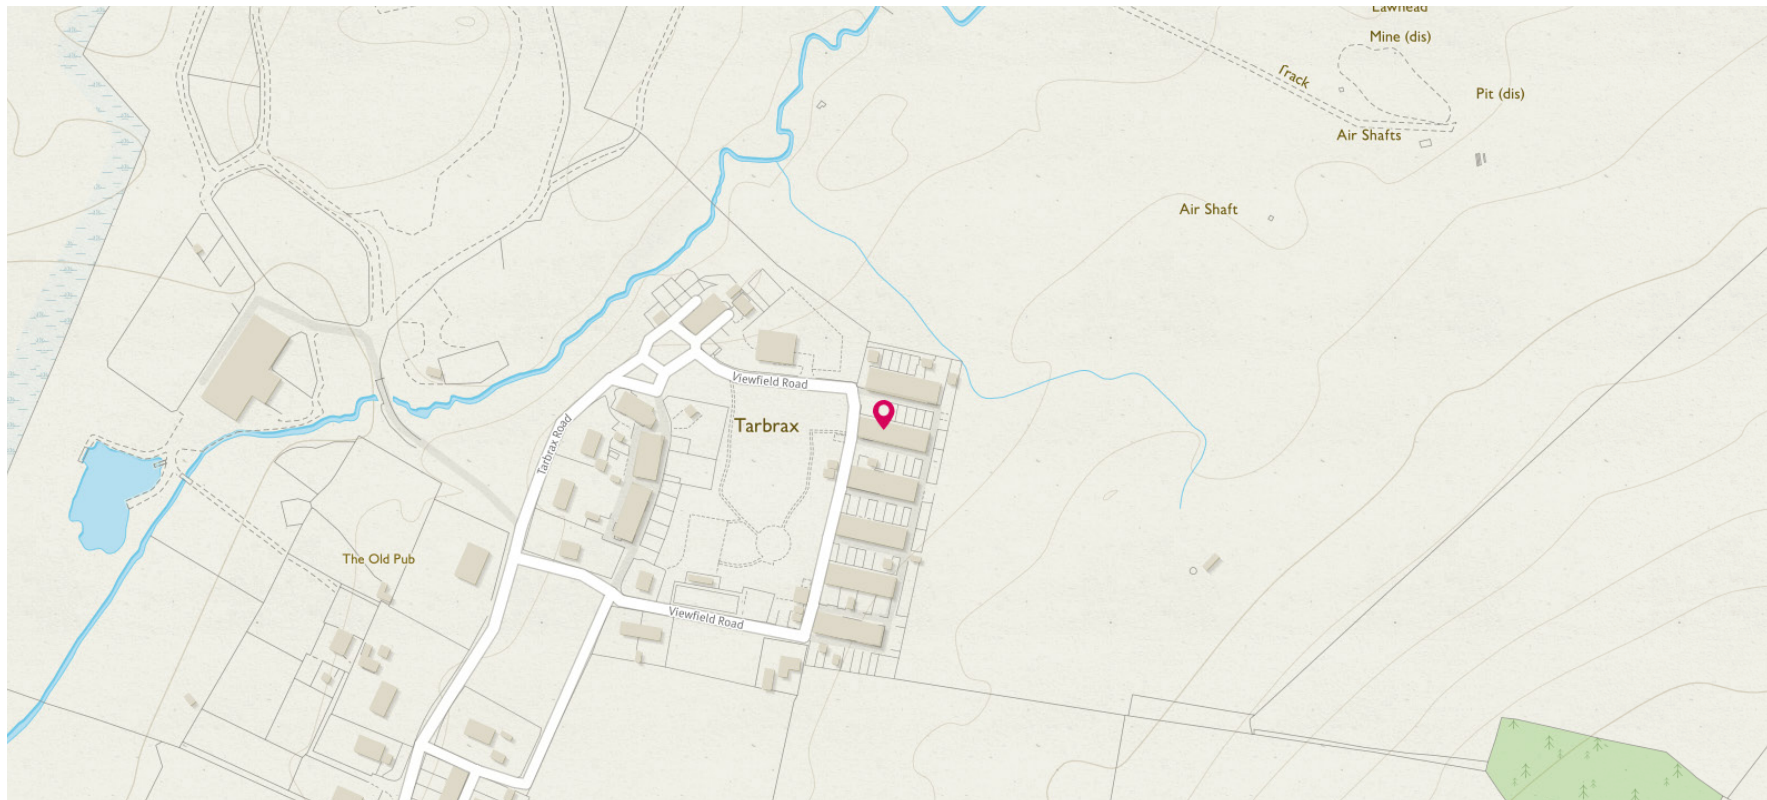 Lawhead
Mine (dis)
Track
Pit (dis)
Air Shafts
Air Shaft
Viewfield Road
Tarbrax
Tarbrax Road
The Old Pub
Viewfield Road